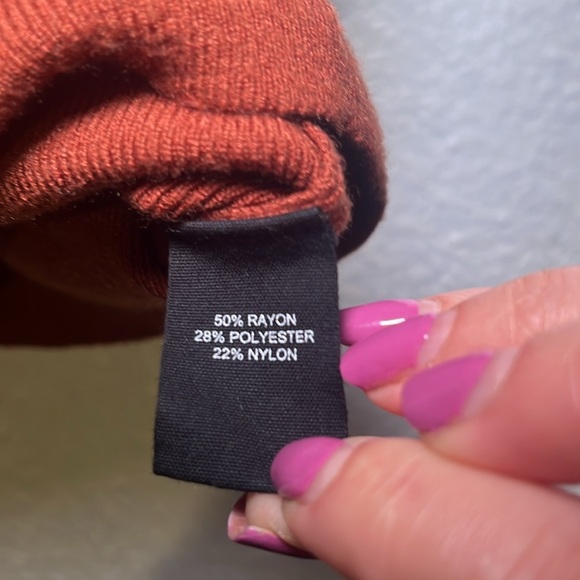 50% RAYON
28% POLYESTER
22% NYLON